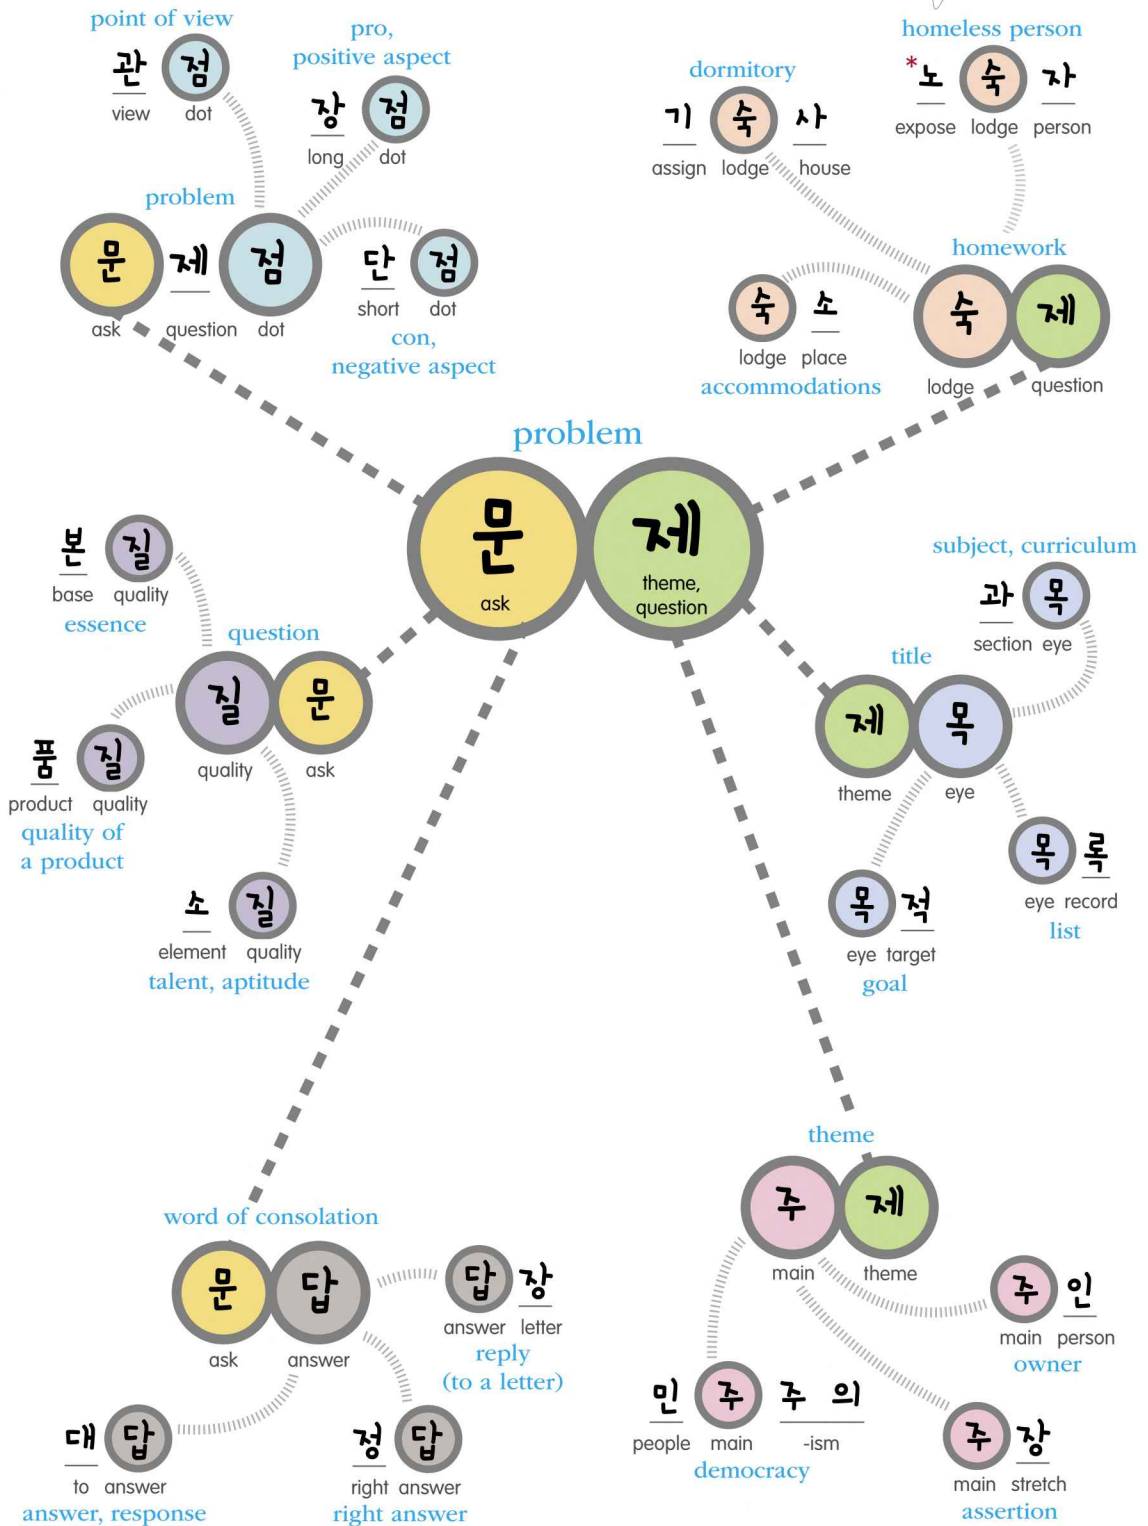 point of view
관 점
view dot
pro,
positive aspect
장 점
long dot
problem
문 제 점
ask question dot
단 점
short dot
con,
negative aspect
dormitory
기 숙 사
assign lodge house
homeless person
*노 숙 자
expose lodge person
homework
숙 제
lodge question
숙 소
lodge place
accommodations
problem
문 제
ask
theme,
question
본 질
base quality
essence
question
질 문
quality ask
품 질
product quality
quality of
a product
소 질
element quality
talent, aptitude
subject, curriculum
과 목
section eye
title
제 목
theme eye
목 록
eye record
list
목 적
eye target
goal
word of consolation
문 답
ask answer
답 장
answer letter
reply
(to a letter)
대 답
to answer
answer, response
정 답
right answer
right answer
theme
주 제
main theme
주 인
main person
owner
민 주 주 의
people main -ism
democracy
주 장
main stretch
assertion